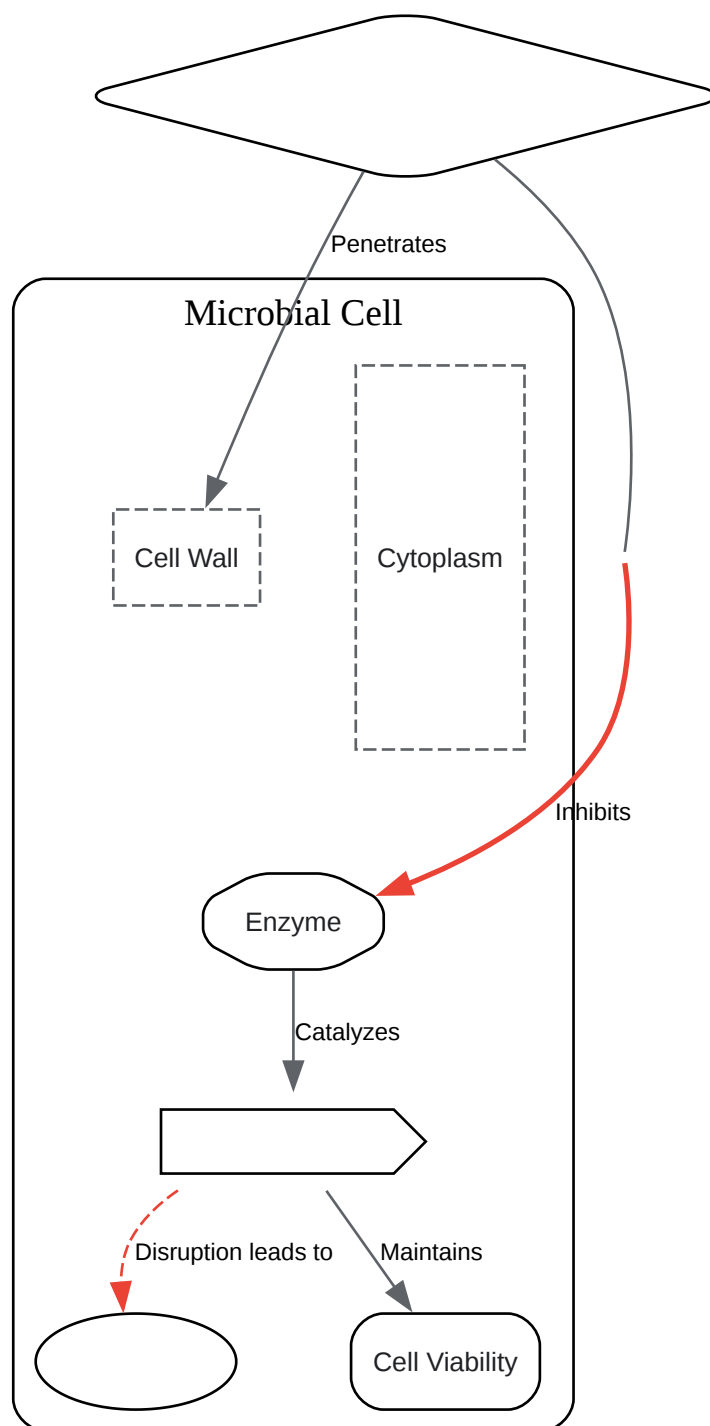 Penetrates
Microbial Cell
Cell Wall
Cytoplasm
Inhibits
Enzyme
Catalyzes
Disruption leads to
Maintains
Cell Viability